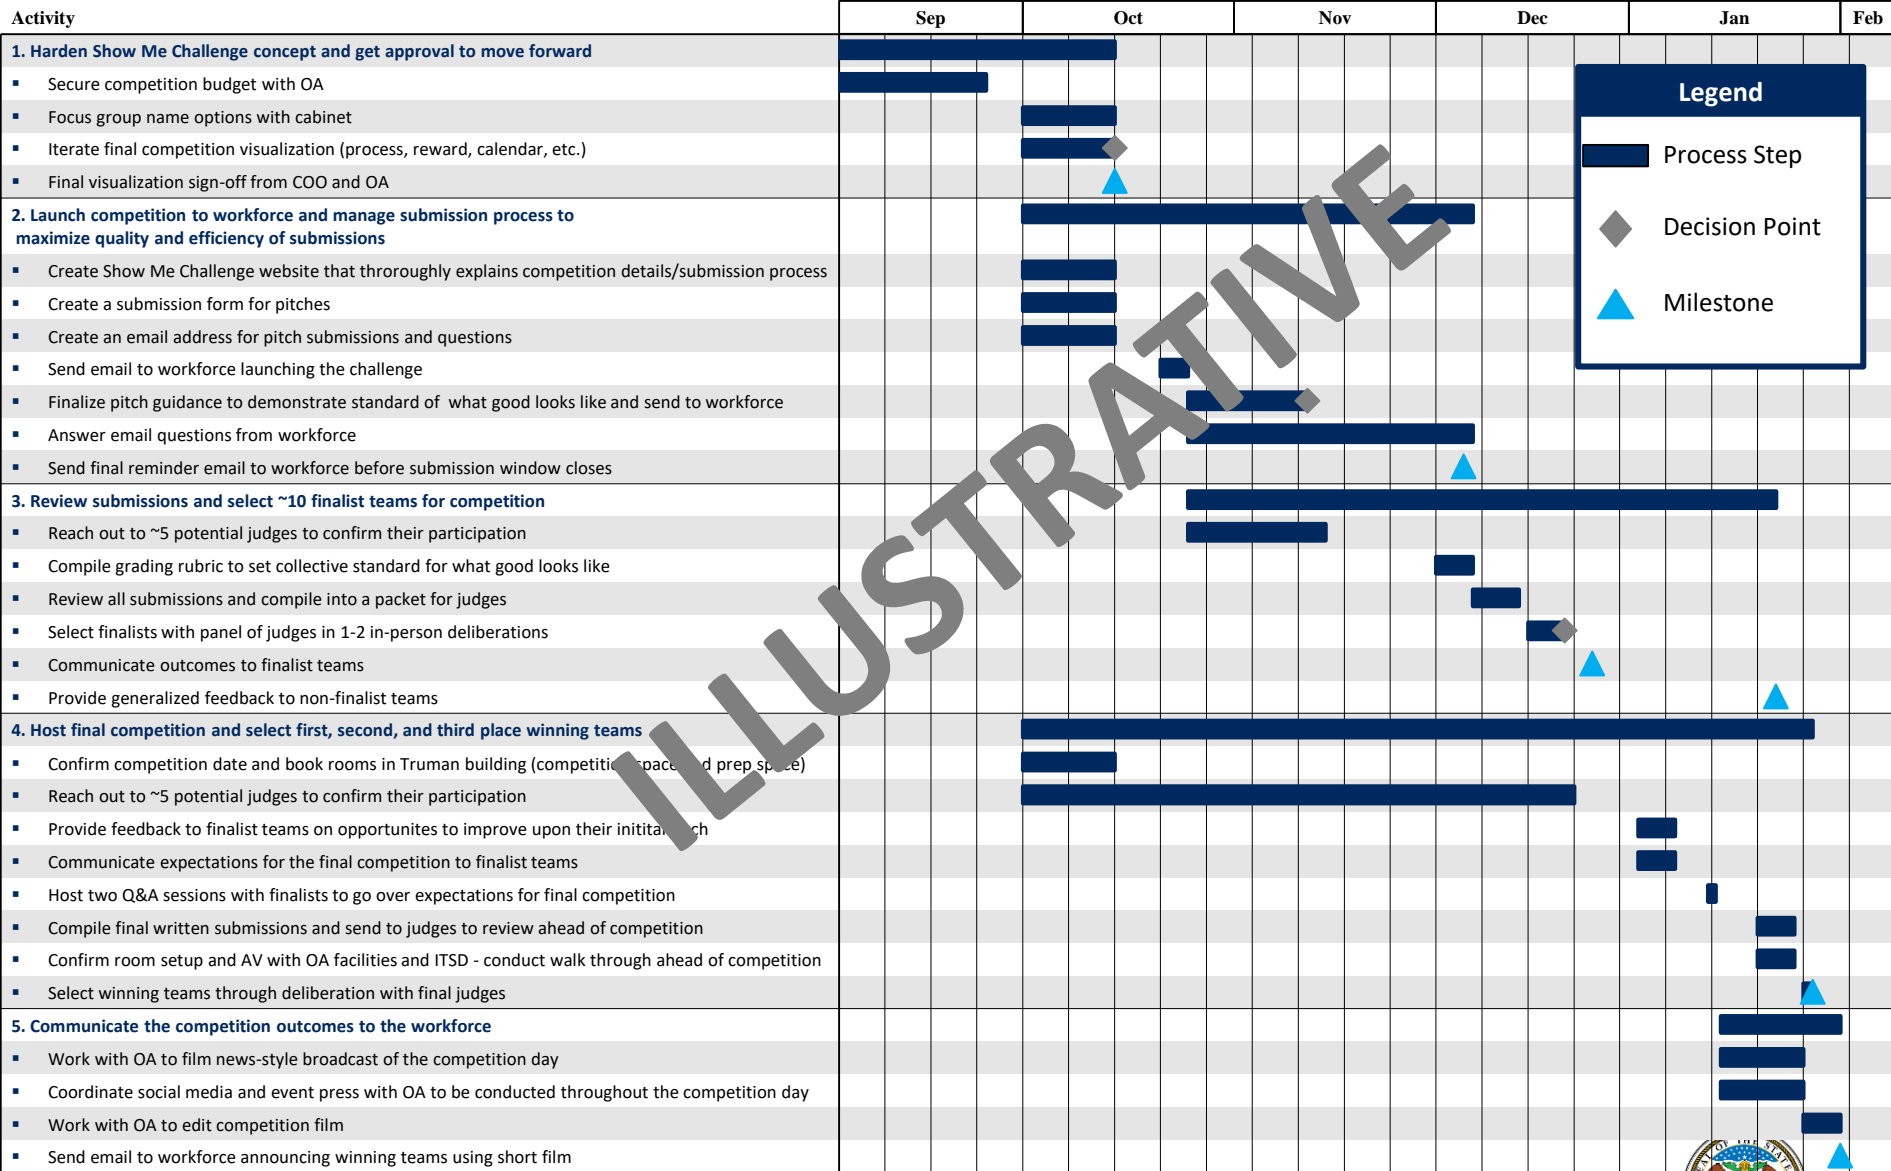 Activity Sep Oct Nov Dec Jan Feb
1. Harden Show Me Challenge concept and get approval to move forward
▪ Secure competition budget with OA
▪ Focus group name options with cabinet
▪ Iterate final competition visualization (process, reward, calendar, etc.)
▪ Final visualization sign-off from COO and OA
2. Launch competition to workforce and manage submission process to
maximize quality and efficiency of submissions
▪ Create Show Me Challenge website that throroughly explains competition details/submission process
▪ Create a submission form for pitches
▪ Create an email address for pitch submissions and questions
▪ Send email to workforce launching the challenge
▪ Finalize pitch guidance to demonstrate standard of what good looks like and send to workforce
▪ Answer email questions from workforce
▪ Send final reminder email to workforce before submission window closes
3. Review submissions and select ~10 finalist teams for competition
▪ Reach out to ~5 potential judges to confirm their participation
▪ Compile grading rubric to set collective standard for what good looks like
▪ Review all submissions and compile into a packet for judges
▪ Select finalists with panel of judges in 1-2 in-person deliberations
▪ Communicate outcomes to finalist teams
▪ Provide generalized feedback to non-finalist teams
4. Host final competition and select first, second, and third place winning teams
▪ Confirm competition date and book rooms in Truman building prep
▪ Reach out to ~5 potential judges to confirm their participation
▪ Provide feedback to finalist teams on opportunites to improve upon their
▪ Communicate expectations for the final competition to finalist teams
▪ Host two Q&A sessions with finalists to go over expectations for final competition
▪ Compile final written submissions and send to judges to review ahead of competition
▪ Confirm room setup and AV with OA facilities and ITSD - conduct walk through ahead of competition
▪ Select winning teams through deliberation with final judges
5. Communicate the competition outcomes to the workforce
▪ Work with OA to film news-style broadcast of the competition day
▪ Coordinate social media and event press with OA to be conducted throughout the competition day
▪ Work with OA to edit competition film
▪ Send email to workforce announcing winning teams using short film
Legend
Process Step
Decision Point
Milestone
ILLUSTRATIVE
OF THE STATE